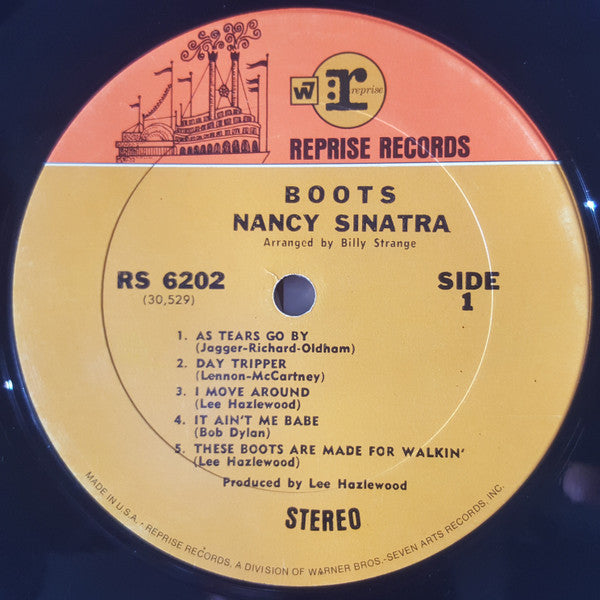 W7 r reprise
REPRISE RECORDS
BOOTS
NANCY SINATRA
Arranged by Billy Strange
RS 6202
(30,529)
SIDE
1
1. AS TEARS GO BY
(Jagger-Richard-Oldham)
2. DAY TRIPPER
(Lennon-McCartney)
3. I MOVE AROUND
(Lee Hazlewood)
4. IT AIN'T ME BABE
(Bob Dylan)
5. THESE BOOTS ARE MADE FOR WALKIN'
(Lee Hazlewood)
Produced by Lee Hazlewood
STEREO
MADE IN U.S.A. • REPRISE RECORDS, A DIVISION OF WARNER BROS.-SEVEN ARTS RECORDS, INC.